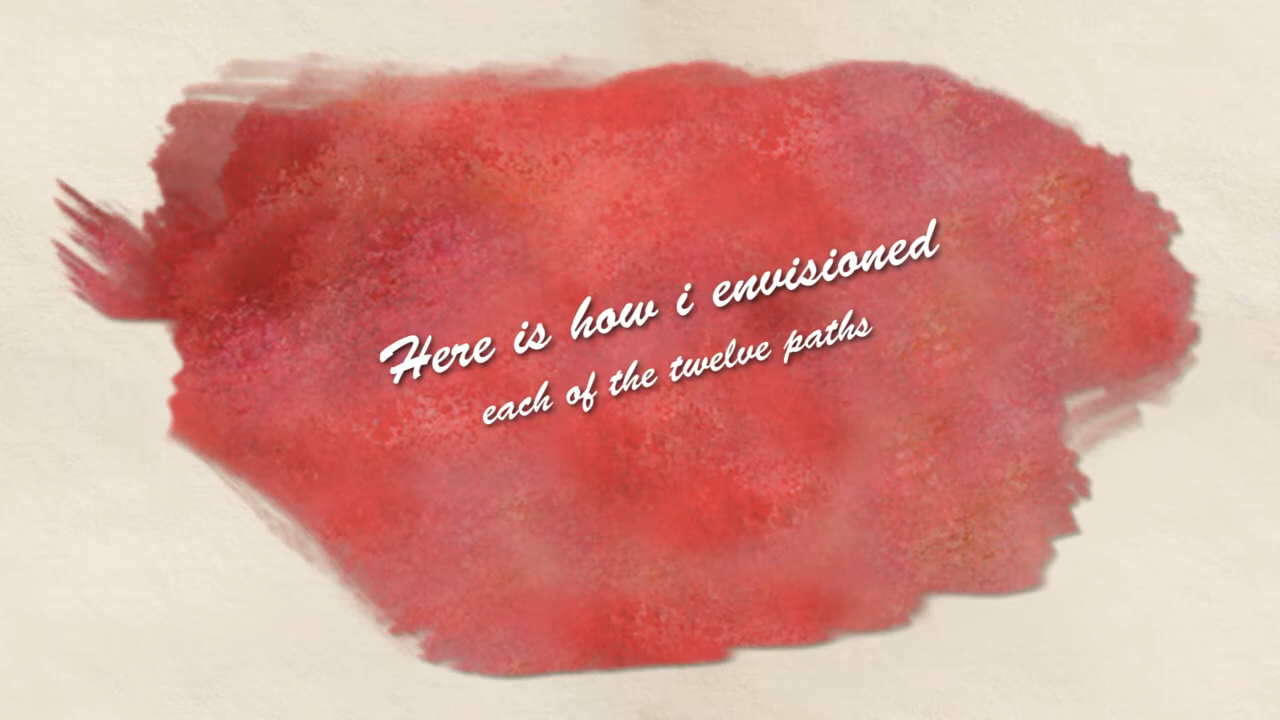 Here is how i envisioned
each of the twelve paths